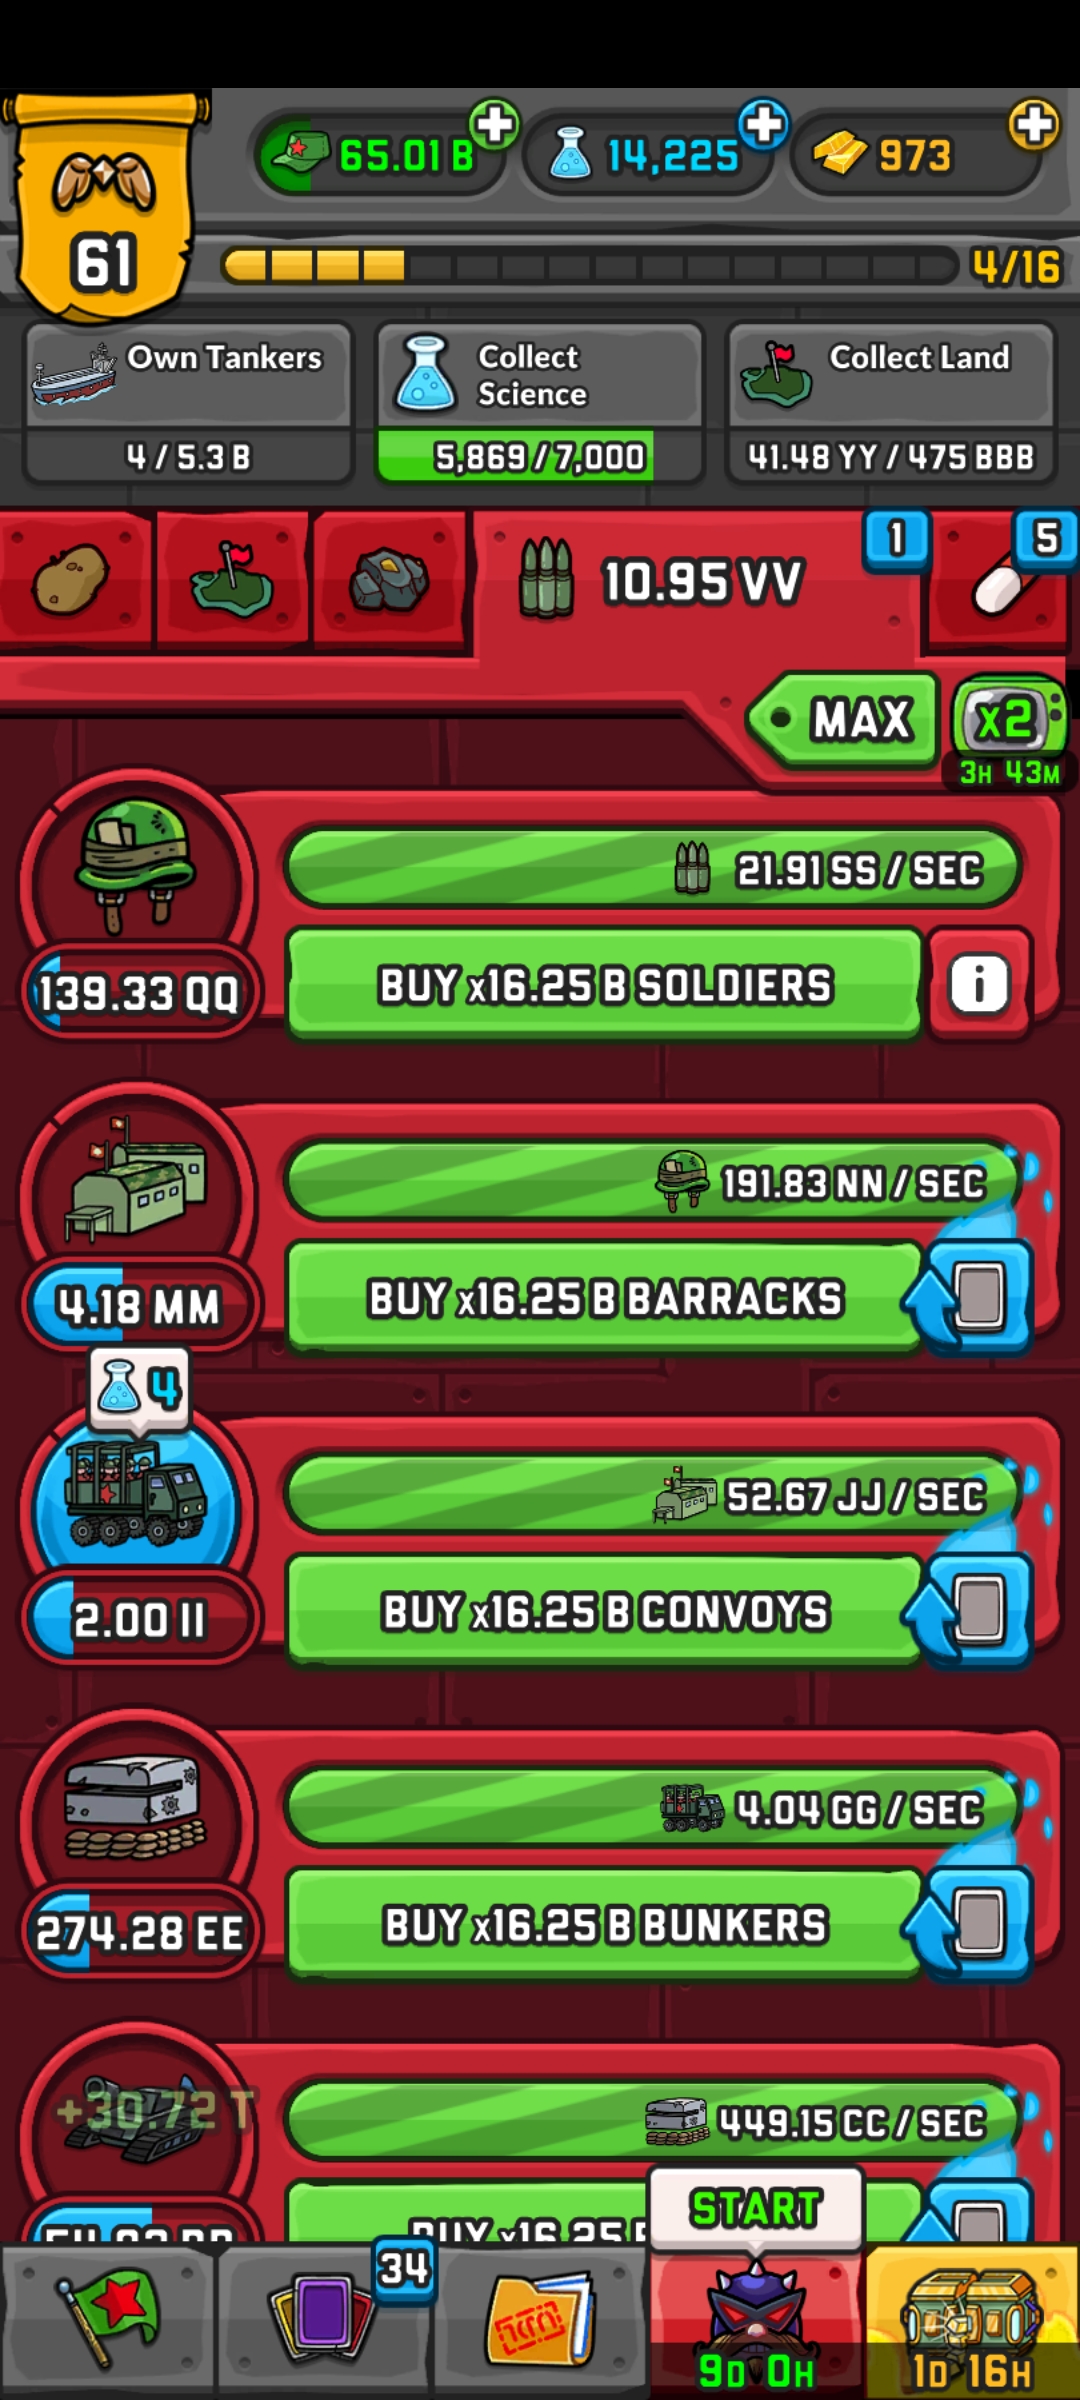 65.01 B
14,225
973
61
4/16
Own Tankers
4 / 5.3 B
Collect
Science
5,869 / 7,000
Collect Land
41.48 YY / 475 BBB
10.95 VV
1
5
MAX
x2
3H 43M
21.91 SS / SEC
139.33 QQ
BUY x16.25 B SOLDIERS
i
191.83 NN / SEC
4.18 MM
BUY x16.25 B BARRACKS
4
52.67 JJ / SEC
2.00 II
BUY x16.25 B CONVOYS
4.04 GG / SEC
274.28 EE
BUY x16.25 B BUNKERS
+30.72 T
449.15 CC / SEC
BUY x16.25 B
START
34
9D 0H
1D 16H